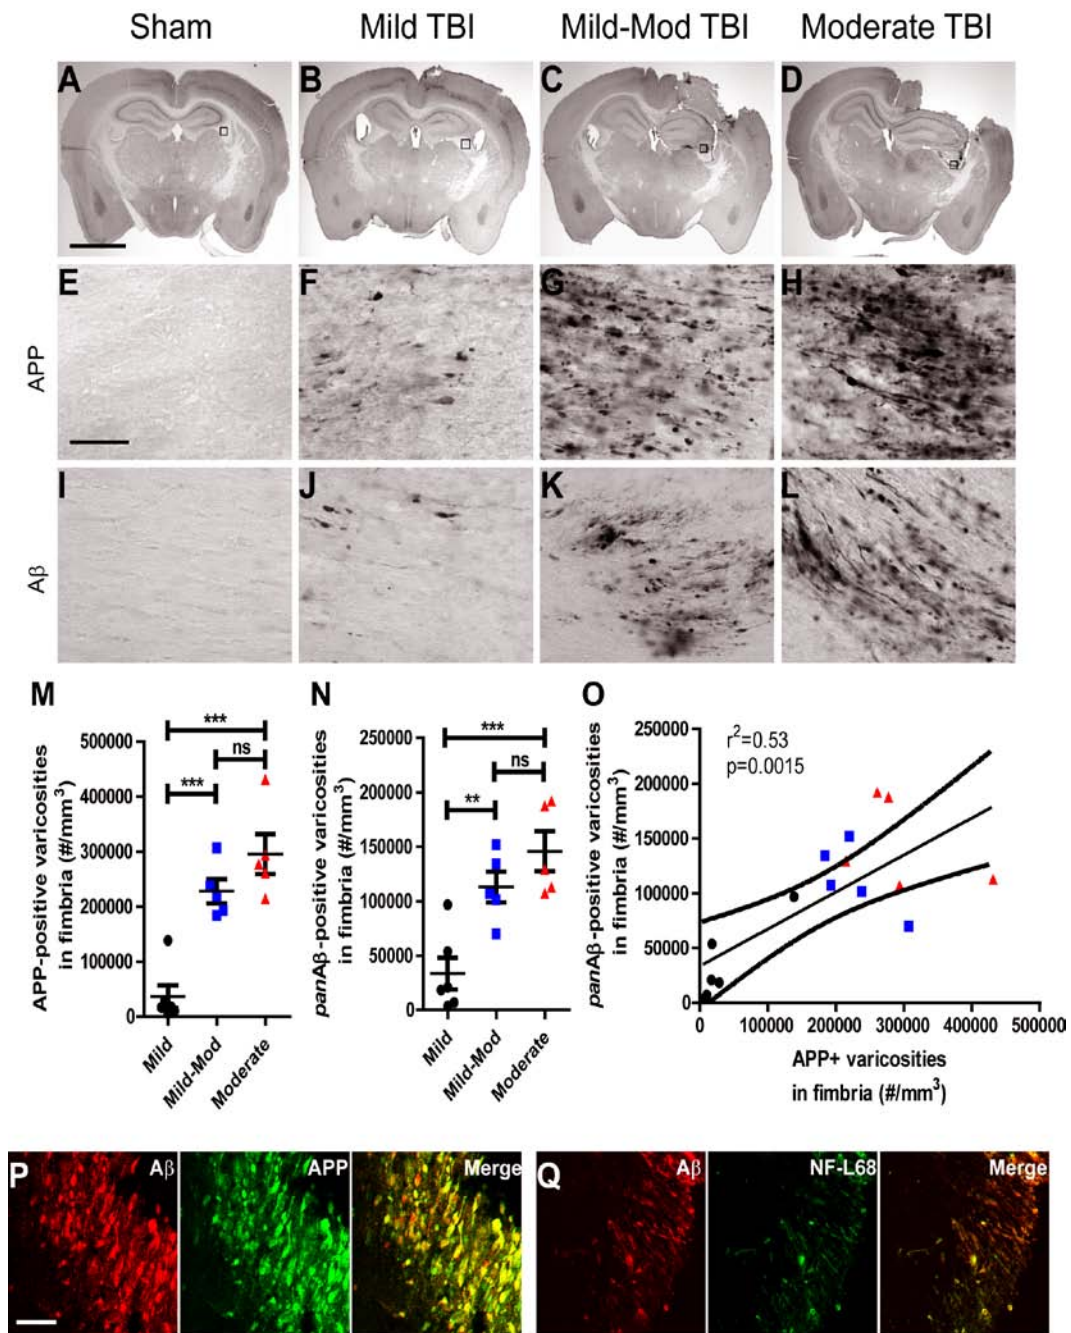 Sham Mild TBI Mild-Mod TBI Moderate TBI
A B C D
E F G H
APP
I J K L
Aβ
M
APP-positive varicosities
in fimbria (#/mm³)
500000
400000
300000
200000
100000
0
***
ns
***
Mild
Mild-Mod
Moderate
N
panAβ-positive varicosities
in fimbria (#/mm³)
250000
200000
150000
100000
50000
0
***
ns
**
Mild
Mild-Mod
Moderate
O
panAβ-positive varicosities
in fimbria (#/mm³)
250000
200000
150000
100000
50000
0
r²=0.53
p=0.0015
0 100000 200000 300000 400000 500000
APP+ varicosities
in fimbria (#/mm³)
P Aβ APP Merge
Q Aβ NF-L68 Merge